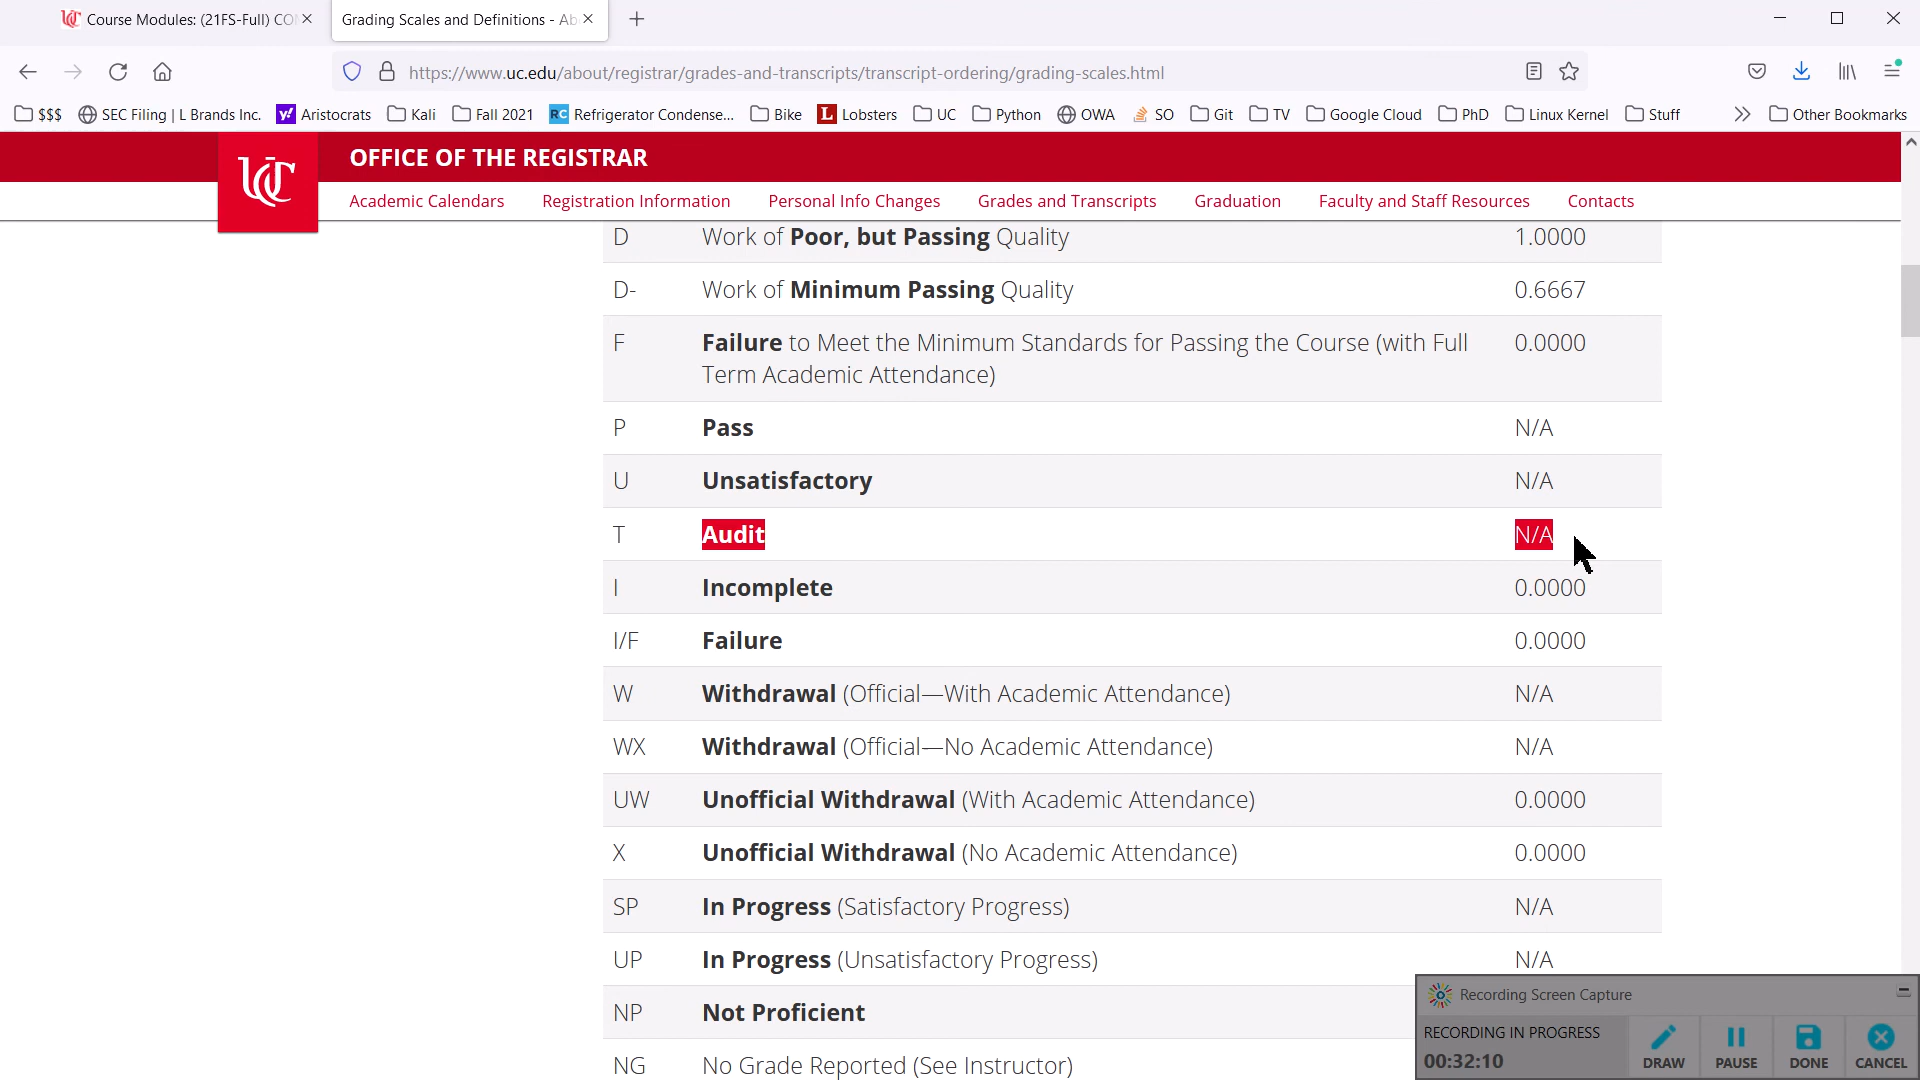 Course Modules: (21FS-Full) CO
Grading Scales and Definitions - Ab
https://www.uc.edu/about/registrar/grades-and-transcripts/transcript-ordering/grading-scales.html
$$$ SEC Filing | L Brands Inc. Aristocrats Kali Fall 2021 RC Refrigerator Condense... Bike L Lobsters UC Python OWA SO Git TV Google Cloud PhD Linux Kernel Stuff Other Bookmarks
UC
OFFICE OF THE REGISTRAR
Academic Calendars Registration Information Personal Info Changes Grades and Transcripts Graduation Faculty and Staff Resources Contacts
D Work of Poor, but Passing Quality 1.0000
D- Work of Minimum Passing Quality 0.6667
F Failure to Meet the Minimum Standards for Passing the Course (with Full 0.0000
Term Academic Attendance)
P Pass N/A
U Unsatisfactory N/A
T Audit N/A
I Incomplete 0.0000
I/F Failure 0.0000
W Withdrawal (Official—With Academic Attendance) N/A
WX Withdrawal (Official—No Academic Attendance) N/A
UW Unofficial Withdrawal (With Academic Attendance) 0.0000
X Unofficial Withdrawal (No Academic Attendance) 0.0000
SP In Progress (Satisfactory Progress) N/A
UP In Progress (Unsatisfactory Progress) N/A
NP Not Proficient
NG No Grade Reported (See Instructor)
Recording Screen Capture
RECORDING IN PROGRESS
00:32:10
DRAW PAUSE DONE CANCEL